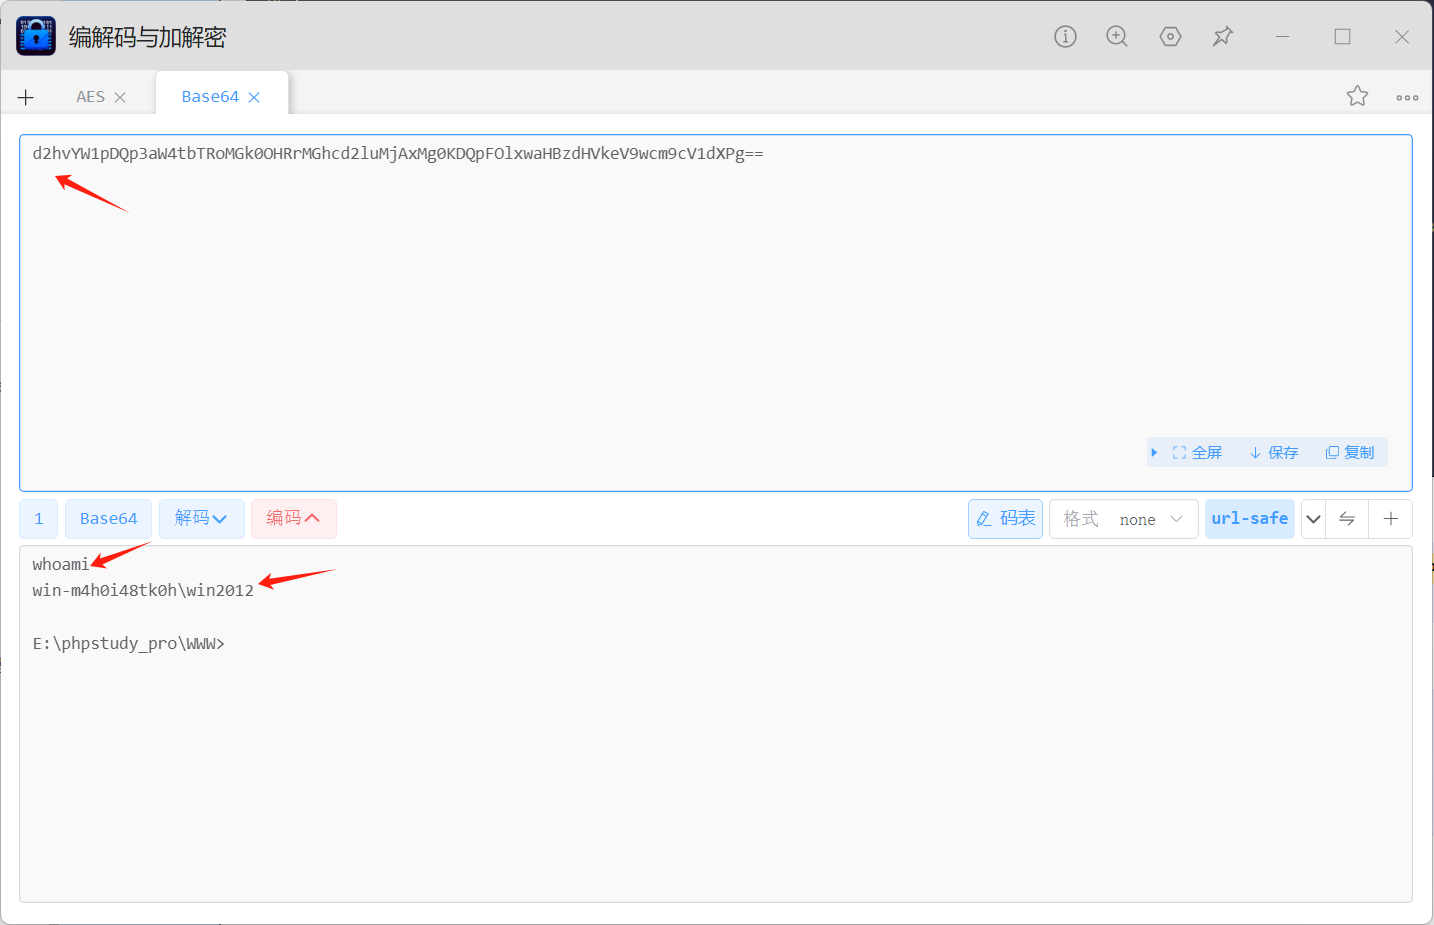 编解码与加解密
AES
Base64
d2hvYW1pDQp3aW4tbTRoMGk0OHRrMGhcd2luMjAxMg0KDQpFOlxwaHBzdHVkeV9wcm9cV1dXPg==
全屏 保存 复制
1 Base64 解码 编码 码表 格式 none url-safe
whoami
win-m4h0i48tk0h\win2012
E:\phpstudy_pro\WWW>